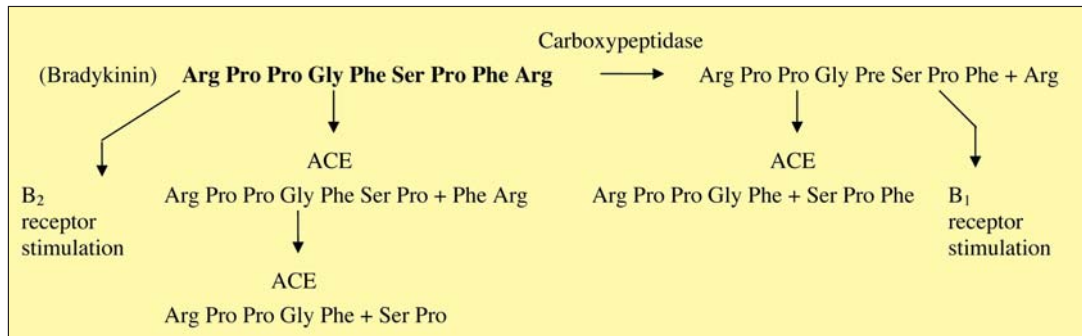 Carboxypeptidase
(Bradykinin) Arg Pro Pro Gly Phe Ser Pro Phe Arg
Arg Pro Pro Gly Pre Ser Pro Phe + Arg
ACE
ACE
B₂
receptor
stimulation
Arg Pro Pro Gly Phe Ser Pro + Phe Arg
Arg Pro Pro Gly Phe + Ser Pro Phe
B₁
receptor
stimulation
ACE
Arg Pro Pro Gly Phe + Ser Pro